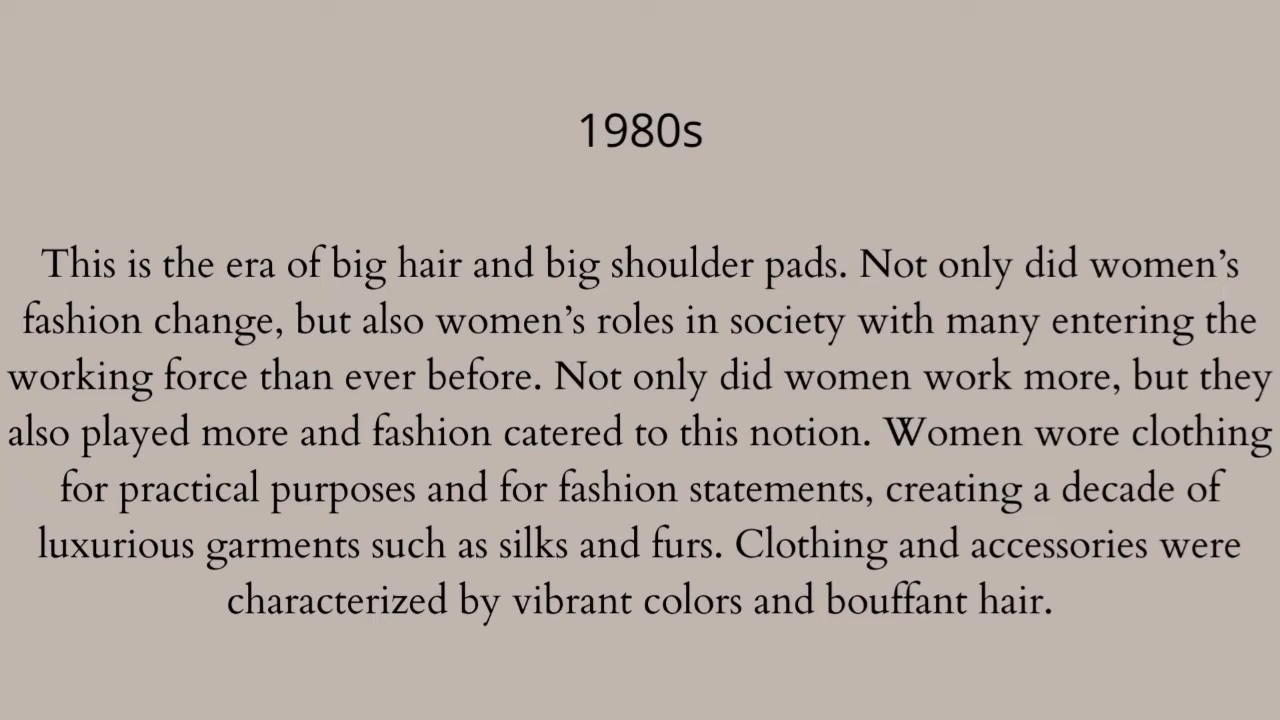 1980s
This is the era of big hair and big shoulder pads. Not only did women’s
fashion change, but also women’s roles in society with many entering the
working force than ever before. Not only did women work more, but they
also played more and fashion catered to this notion. Women wore clothing
for practical purposes and for fashion statements, creating a decade of
luxurious garments such as silks and furs. Clothing and accessories were
characterized by vibrant colors and bouffant hair.